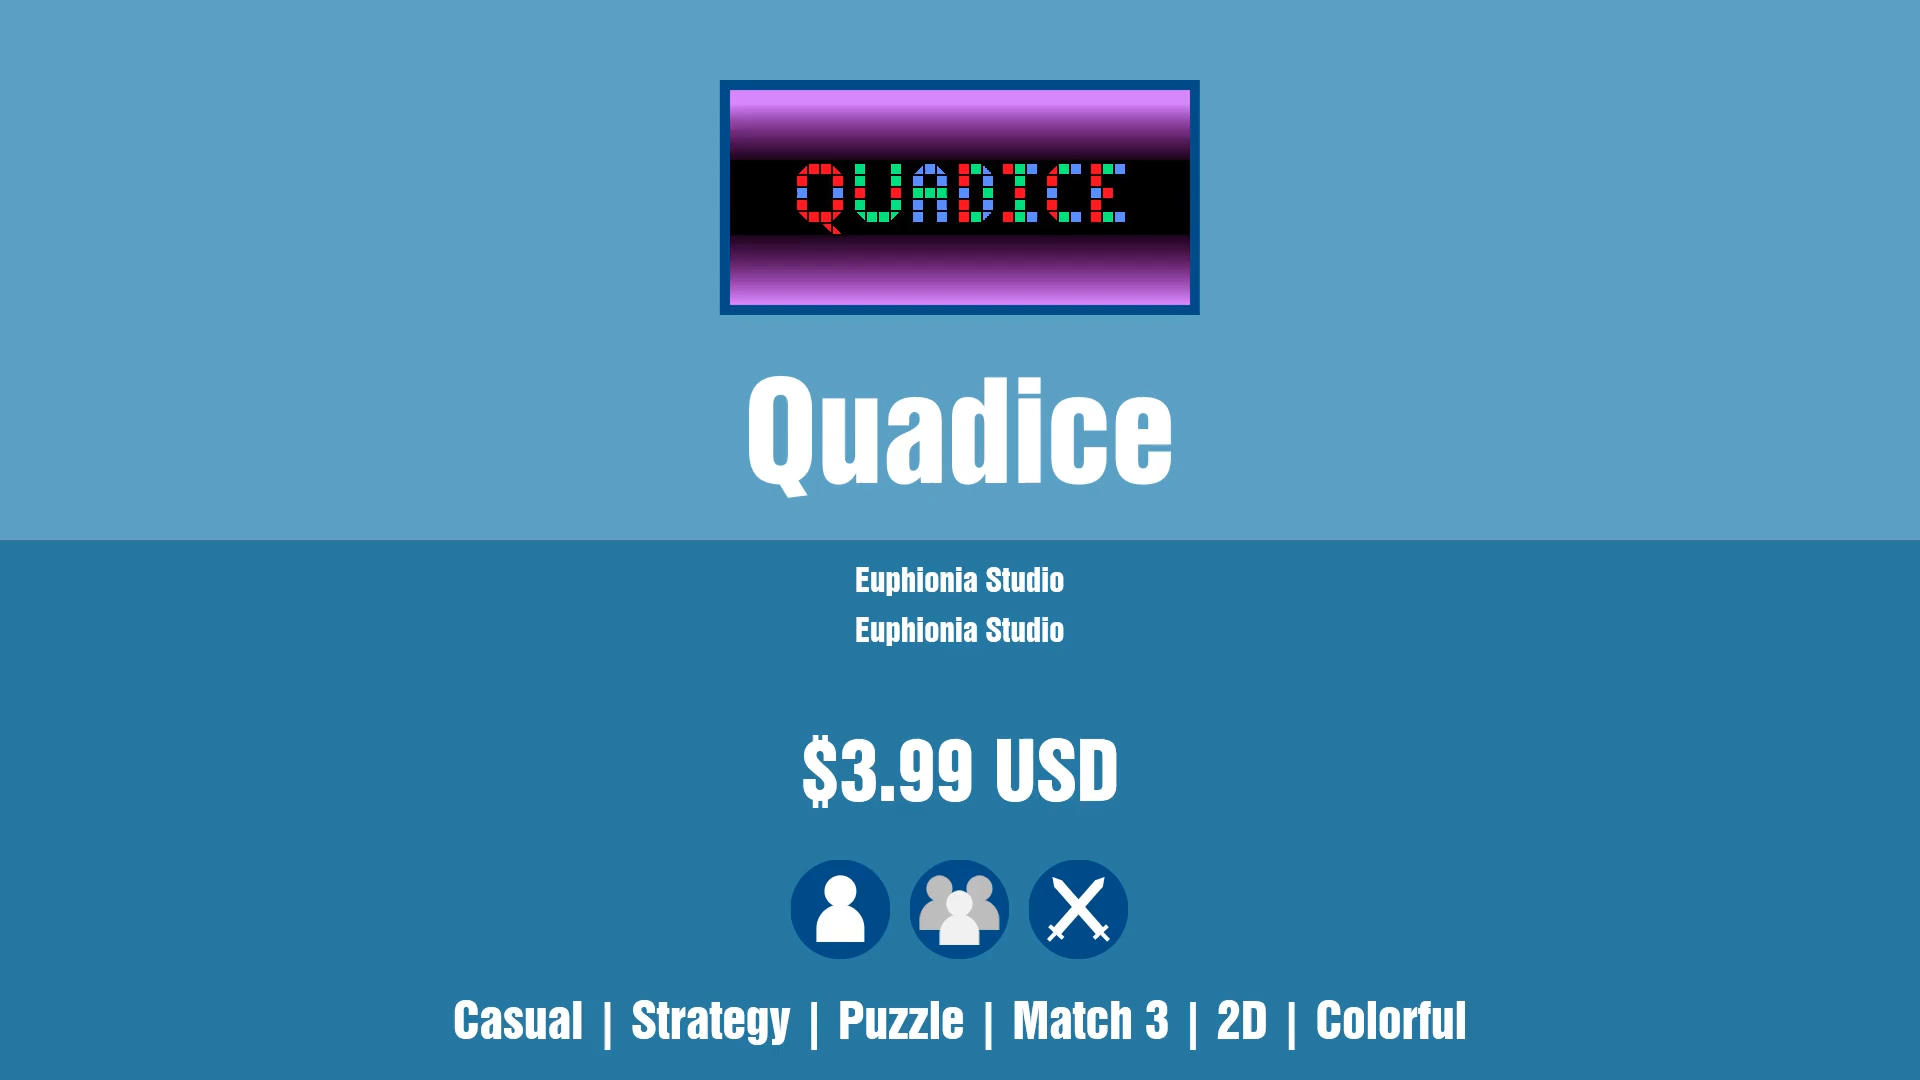 QUADICE
Quadice
Euphionia Studio
Euphionia Studio
$3.99 USD
Casual | Strategy | Puzzle | Match 3 | 2D | Colorful